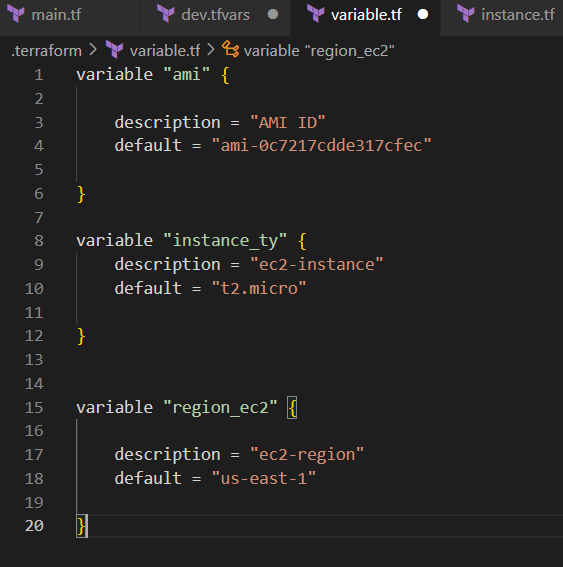 main.tf dev.tfvars variable.tf instance.tf
.terraform > variable.tf > variable "region_ec2"
1 variable "ami" {
2
3 description = "AMI ID"
4 default = "ami-0c7217cdde317cfec"
5
6 }
7
8 variable "instance_ty" {
9 description = "ec2-instance"
10 default = "t2.micro"
11
12 }
13
14
15 variable "region_ec2" {
16
17 description = "ec2-region"
18 default = "us-east-1"
19
20 }